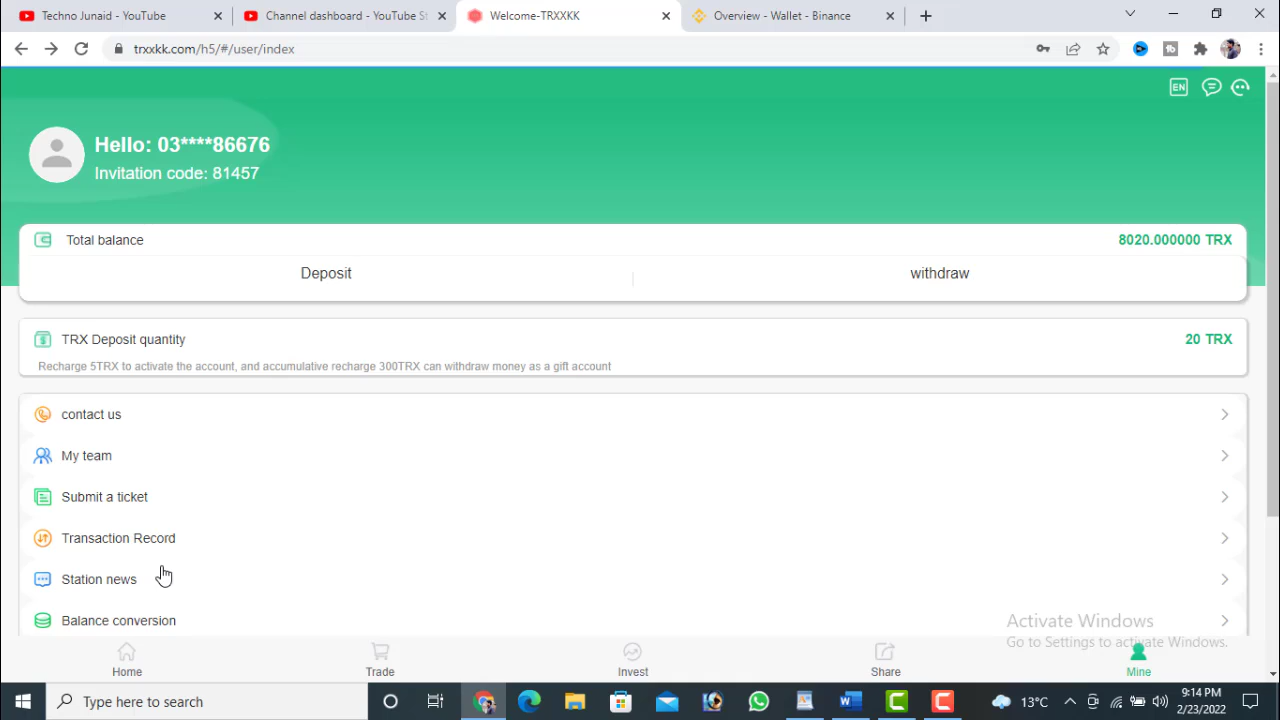 Techno Junaid - YouTube
Channel dashboard - YouTube St
Welcome-TRXXKK
Overview - Wallet - Binance
trxxkk.com/h5/#/user/index
EN
Hello: 03****86676
Invitation code: 81457
Total balance
8020.000000 TRX
Deposit
withdraw
TRX Deposit quantity
20 TRX
Recharge 5TRX to activate the account, and accumulative recharge 300TRX can withdraw money as a gift account
contact us
My team
Submit a ticket
Transaction Record
Station news
Balance conversion
Activate Windows
Go to Settings to activate Windows.
Home
Trade
Invest
Share
Mine
Type here to search
13°C
9:14 PM
2/23/2022